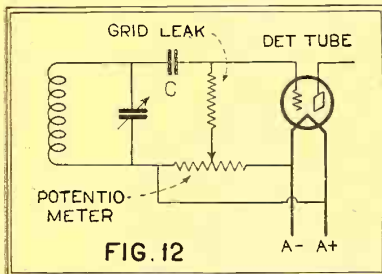 GRID LEAK
DET TUBE
C
POTENTIO-
METER
A- A+
FIG. 12